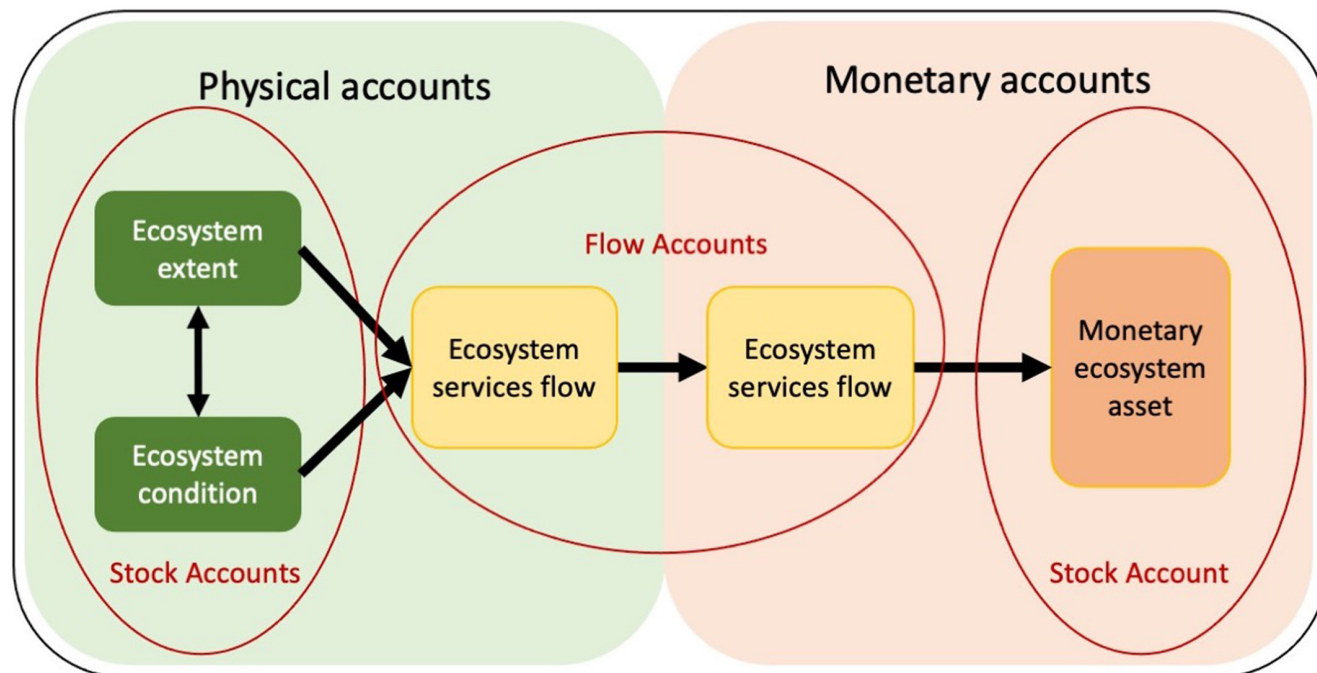 Physical accounts
Monetary accounts
Ecosystem
extent
Flow Accounts
Ecosystem
services flow
Ecosystem
services flow
Monetary
ecosystem
asset
Ecosystem
condition
Stock Accounts
Stock Account